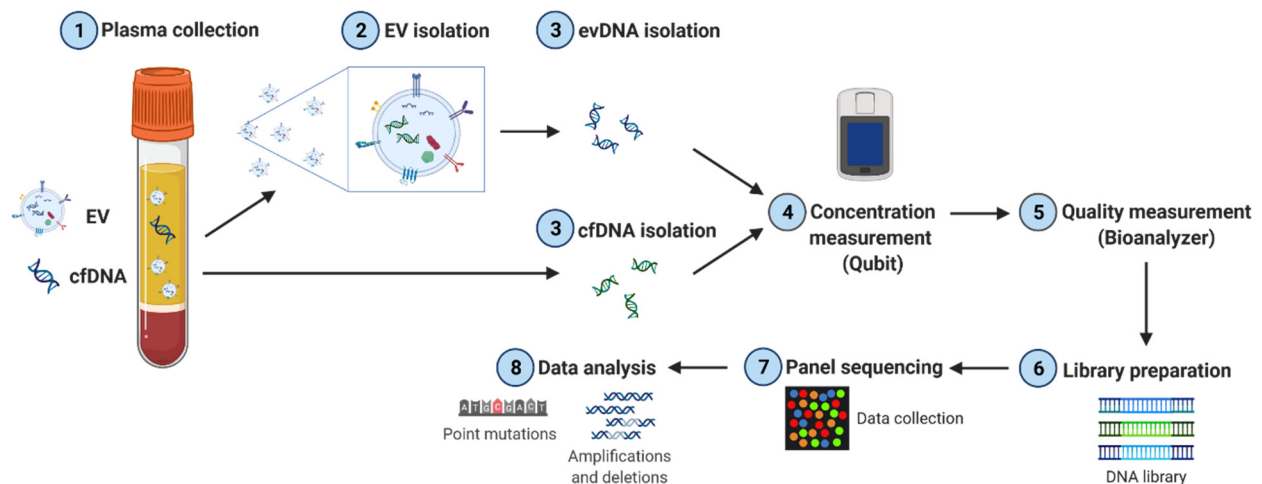 1 Plasma collection
2 EV isolation
3 evDNA isolation
EV
cfDNA
3 cfDNA isolation
4 Concentration
measurement
(Qubit)
5 Quality measurement
(Bioanalyzer)
6 Library preparation
DNA library
7 Panel sequencing
Data collection
8 Data analysis
ATGCGACT
Point mutations
Amplifications
and deletions